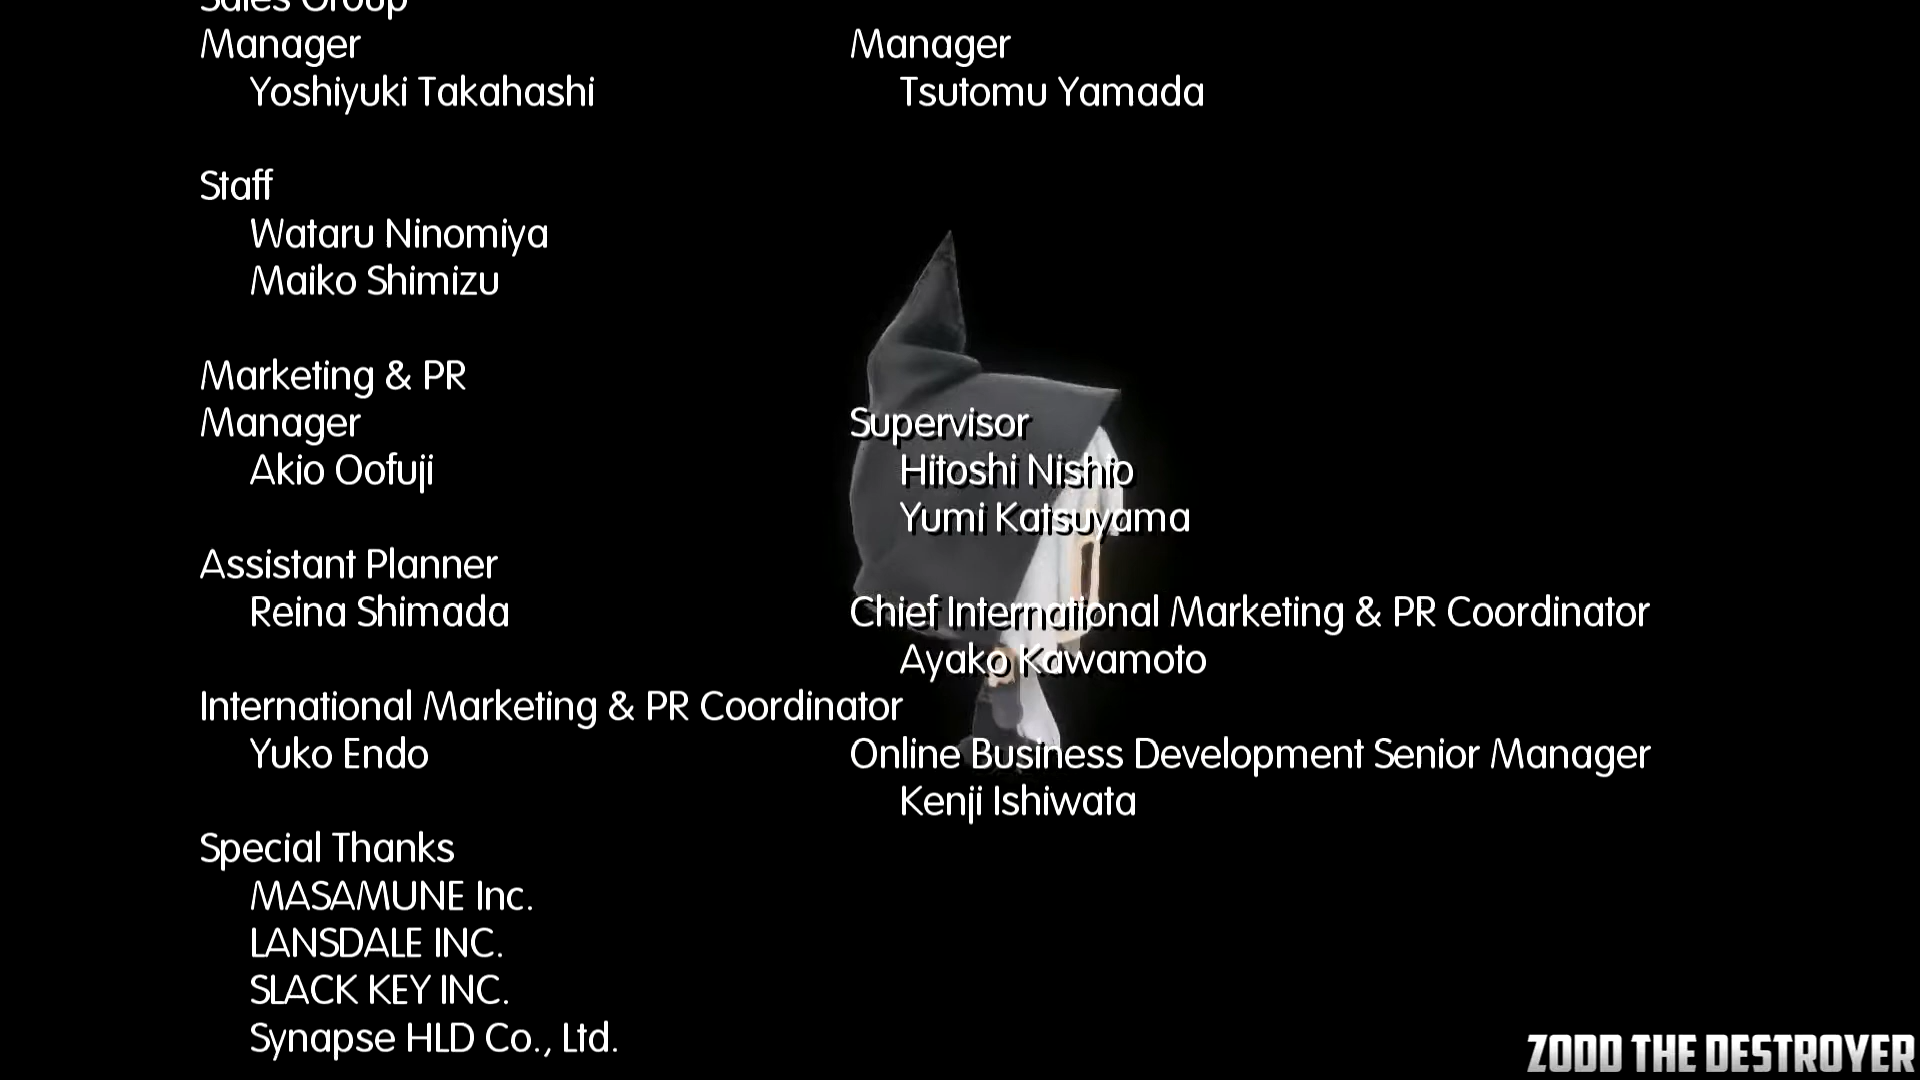 Sales Group
Manager
Yoshiyuki Takahashi
Manager
Tsutomu Yamada
Staff
Wataru Ninomiya
Maiko Shimizu
Marketing & PR
Manager
Akio Oofuji
Supervisor
Hitoshi Nishio
Yumi Katsuyama
Assistant Planner
Reina Shimada
Chief International Marketing & PR Coordinator
Ayako Kawamoto
International Marketing & PR Coordinator
Yuko Endo
Online Business Development Senior Manager
Kenji Ishiwata
Special Thanks
MASAMUNE Inc.
LANSDALE INC.
SLACK KEY INC.
Synapse HLD Co., Ltd.
ZODD THE DESTROYER